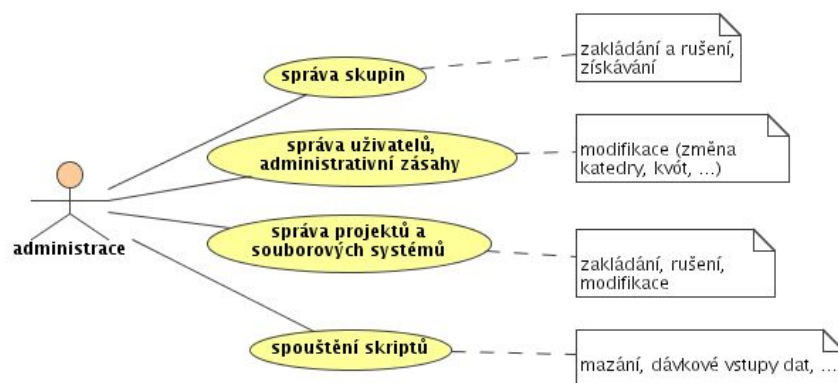 správa skupin
zakládání a rušení,
získávání
správa uživatelů,
administrativní zásahy
modifikace (změna
katedry, kvót, ...)
administrace
správa projektů a
souborových systémů
zakládání, rušení,
modifikace
spouštění skriptů
mazání, dávkové vstupy dat, ...